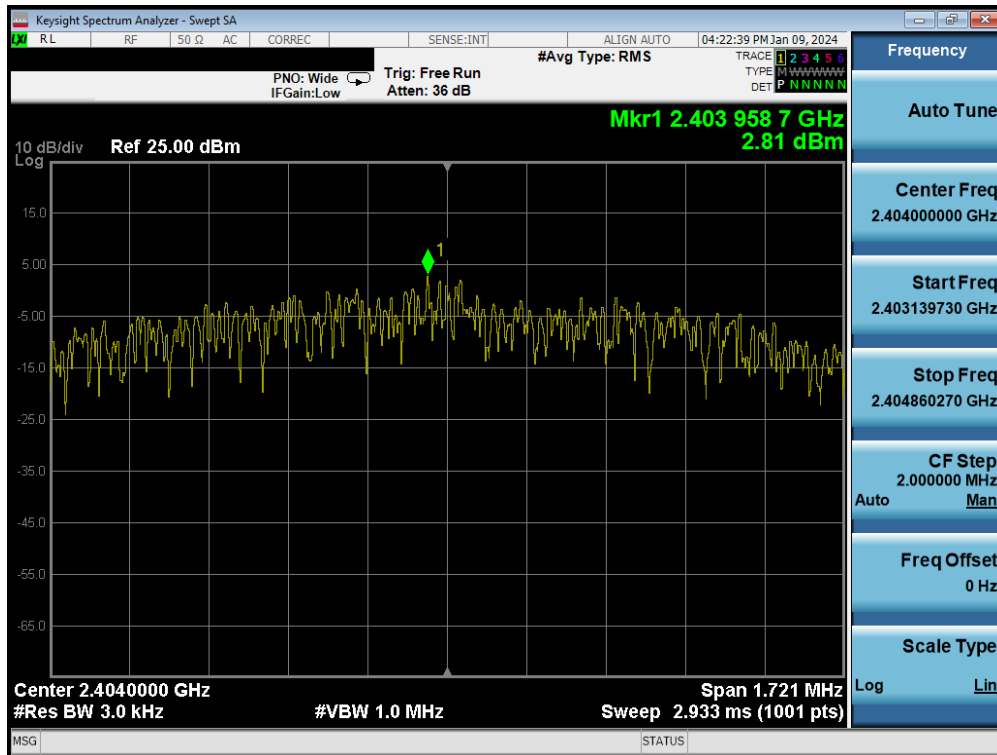 Keysight Spectrum Analyzer - Swept SA
LXI RL RF 50 Ω AC CORREC SENSE:INT ALIGN AUTO 04:22:39 PM Jan 09, 2024
PNO: Wide Trig: Free Run #Avg Type: RMS TRACE 1 2 3 4 5 6
IFGain:Low Atten: 36 dB TYPE M WWWWW
DET P N N N N N
Mkr1 2.403 958 7 GHz
2.81 dBm
10 dB/div Ref 25.00 dBm
Log
15.0
5.00
-5.00
-15.0
-25.0
-35.0
-45.0
-55.0
-65.0
1
Center 2.4040000 GHz Span 1.721 MHz
#Res BW 3.0 kHz #VBW 1.0 MHz Sweep 2.933 ms (1001 pts)
MSG STATUS
Frequency
Auto Tune
Center Freq
2.404000000 GHz
Start Freq
2.403139730 GHz
Stop Freq
2.404860270 GHz
CF Step
2.000000 MHz
Auto Man
Freq Offset
0 Hz
Scale Type
Log Lin